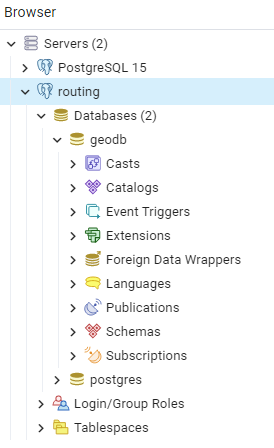 Browser
Servers (2)
PostgreSQL 15
routing
Databases (2)
geodb
Casts
Catalogs
Event Triggers
Extensions
Foreign Data Wrappers
Languages
Publications
Schemas
Subscriptions
postgres
Login/Group Roles
Tablespaces